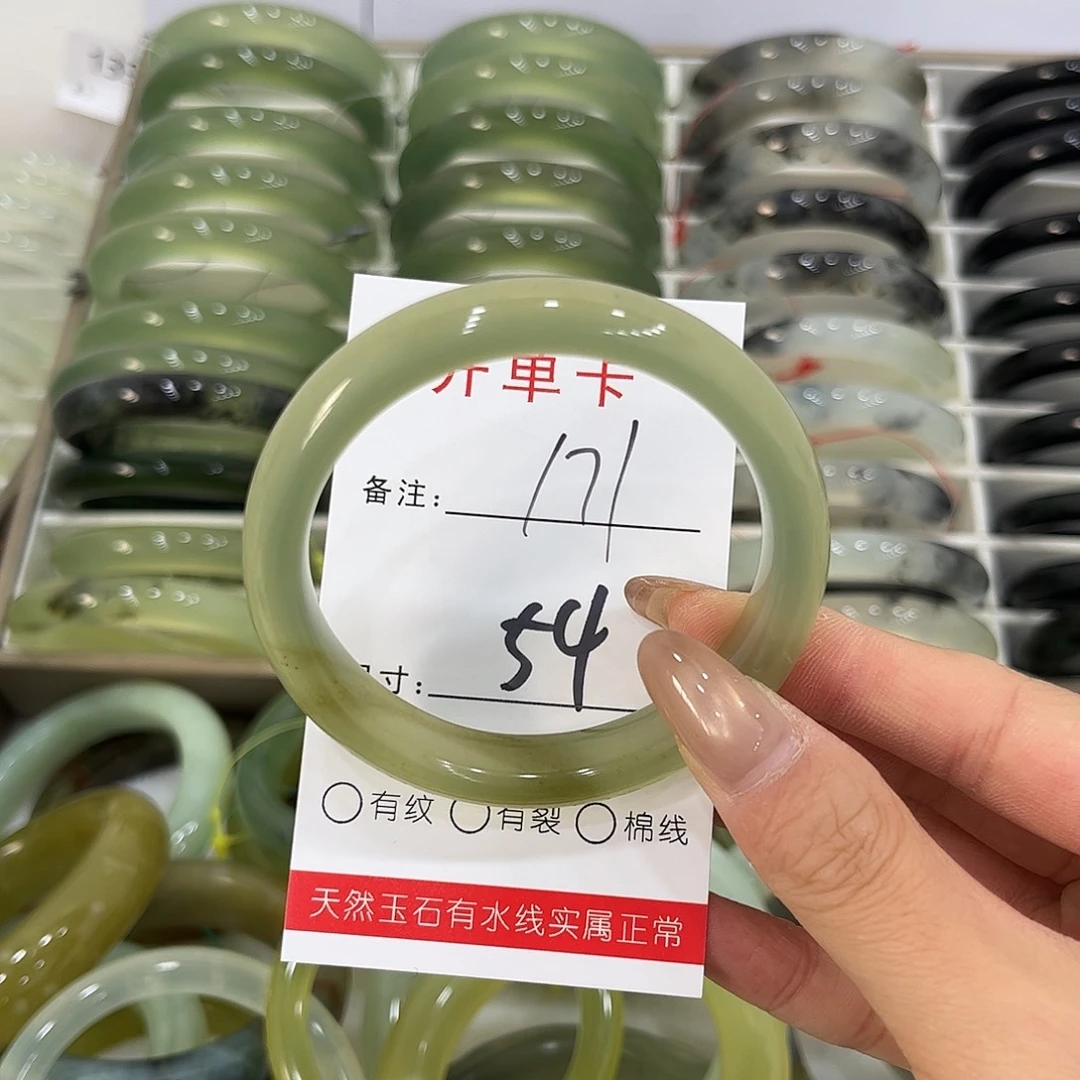 开单卡
备注: 171
尺寸: 54
有纹 有裂 棉线
天然玉石有水线实属正常